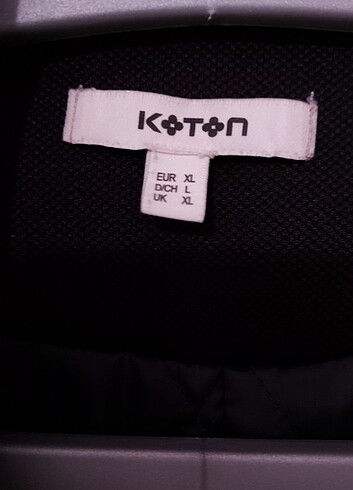 KOTON
EUR XL
D/CH L
UK XL